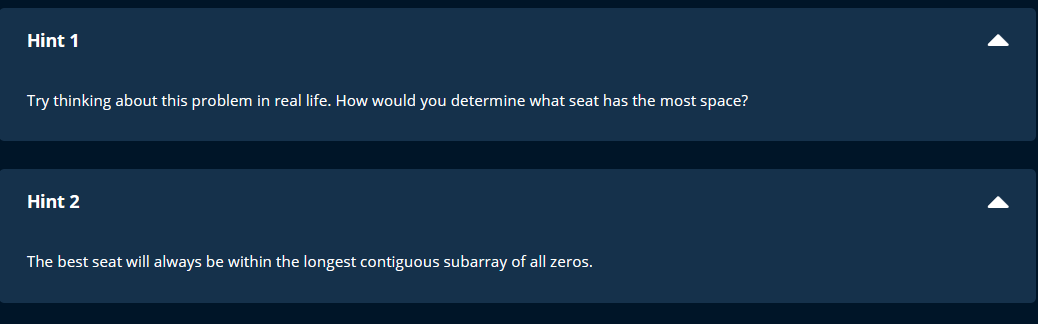 Hint 1
Try thinking about this problem in real life. How would you determine what seat has the most space?
Hint 2
The best seat will always be within the longest contiguous subarray of all zeros.